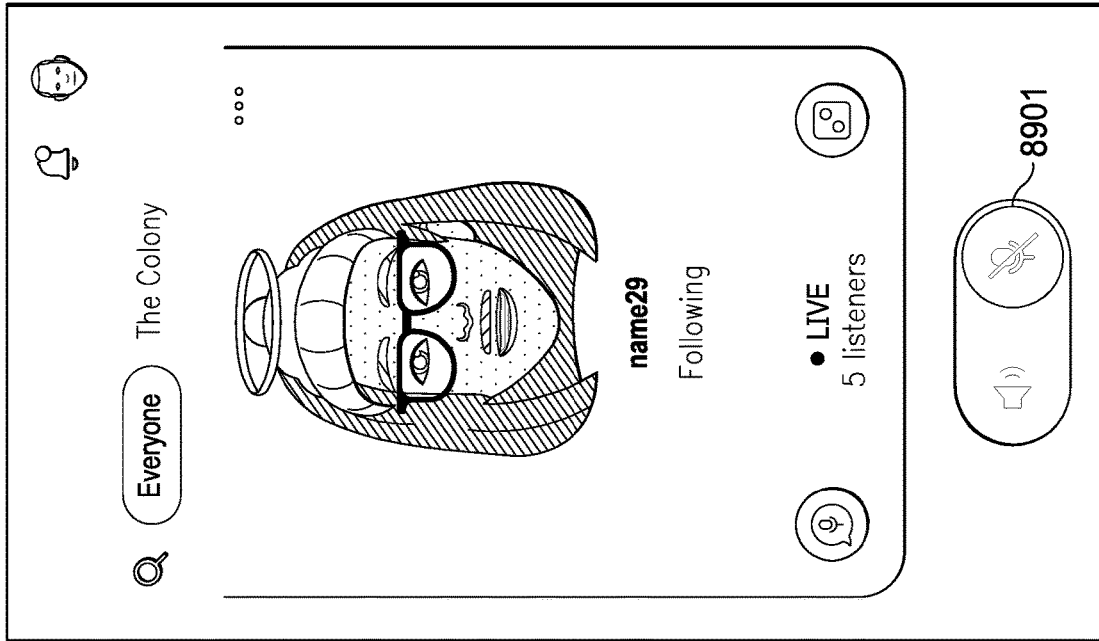 Everyone The Colony
name29
Following
● LIVE
5 listeners
8901